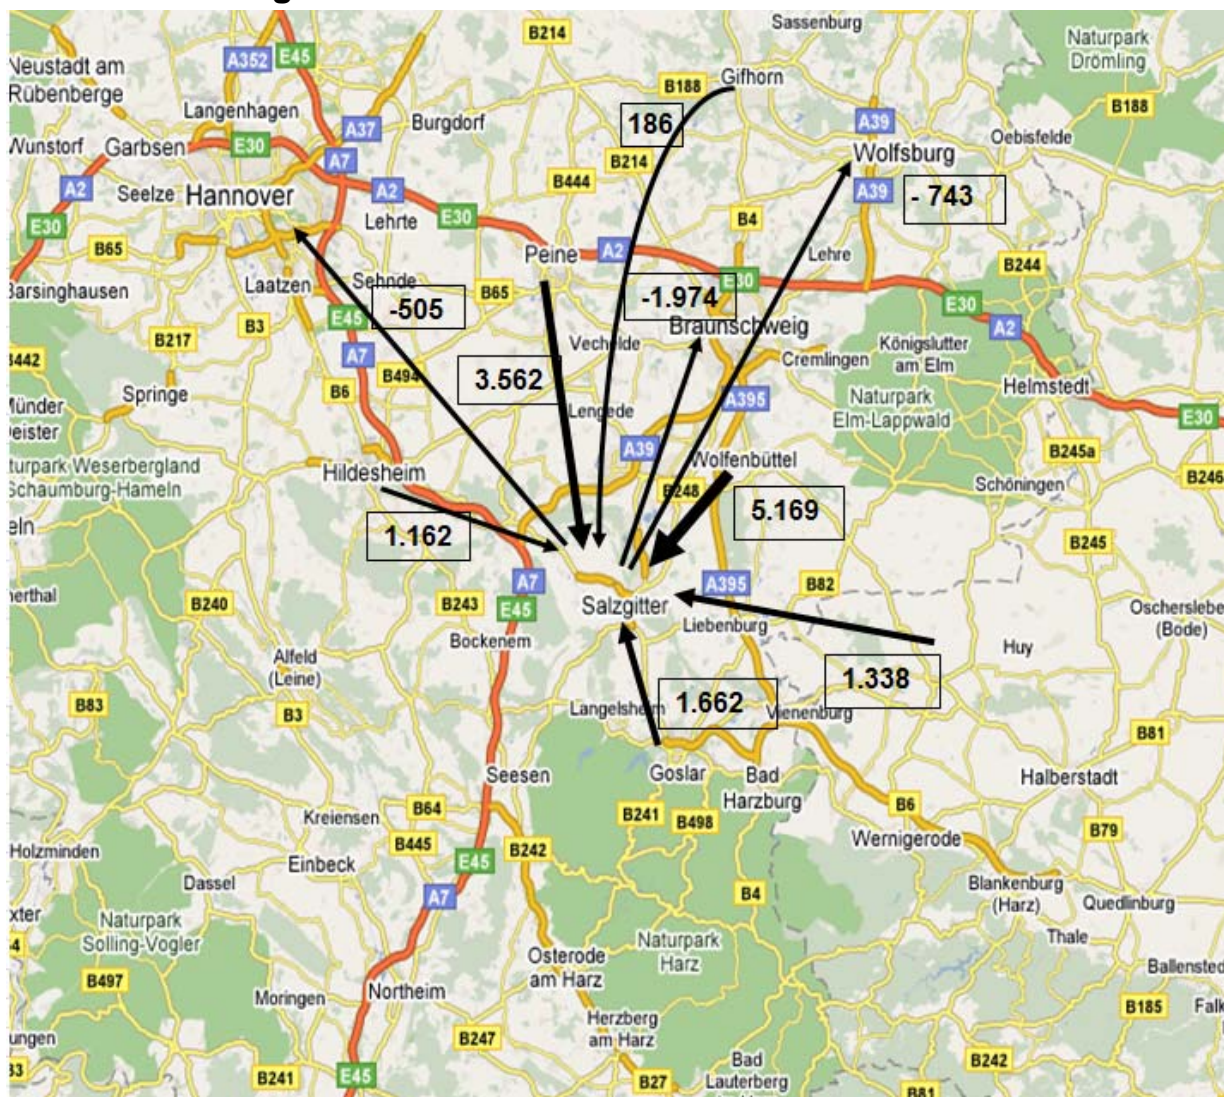 Sassenburg
B214
Naturpark
Drömling
E45
A352
Neustadt am
Rübenberge
Gifhorn
B188
B188
Langenhagen
186
A37
Burgdorf
A39
Oebisfelde
Wunstorf
Garbsen
E30
A7
B214
Wolfsburg
A2
Seelze
Hannover
A2
B444
A39
- 743
E30
Lehrte
E30
B4
B65
Peine
A2
Lehre
B244
Laatzen
Sehnde
B65
-1.974
E30
Barsinghausen
-505
E45
E30
B3
Braunschweig
A2
B217
Vechelde
Königslutter
am Elm
B442
A7
Cremlingen
B494
3.562
Helmstedt
Springe
B6
Naturpark
Elm-Lappwald
Münder
Deister
Lengede
A395
E30
A39
B245a
Wolfenbüttel
turpark Weserbergland
Schaumburg-Hameln
Hildesheim
B246
B248
Schöningen
5.169
1.162
B245
A7
A395
B82
B240
B243
E45
Salzgitter
Oschersleben
(Bode)
Liebenburg
Bockenem
Huy
Alfeld
(Leine)
1.338
B83
1.662
B3
Langelsheim
Vienenburg
B81
Seesen
Goslar
Bad
Harzburg
Halberstadt
B64
B241
B6
Kreiensen
B498
B79
B445
Wernigerode
Holzminden
E45
B242
Einbeck
Dassel
A7
B4
Blankenburg
(Harz)
Quedlinburg
Naturpark
Solling-Vogler
Thale
Naturpark
Harz
Osterode
am Harz
B497
Northeim
Moringen
B185
Herzberg
am Harz
B247
Bad
Lauterberg
B242
B241
E45
B27
B81